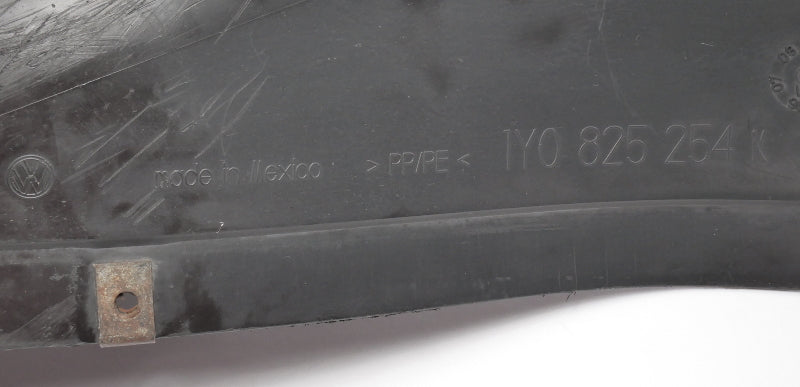 made in Mexico
> PP/PE <
1Y0 825 254 K